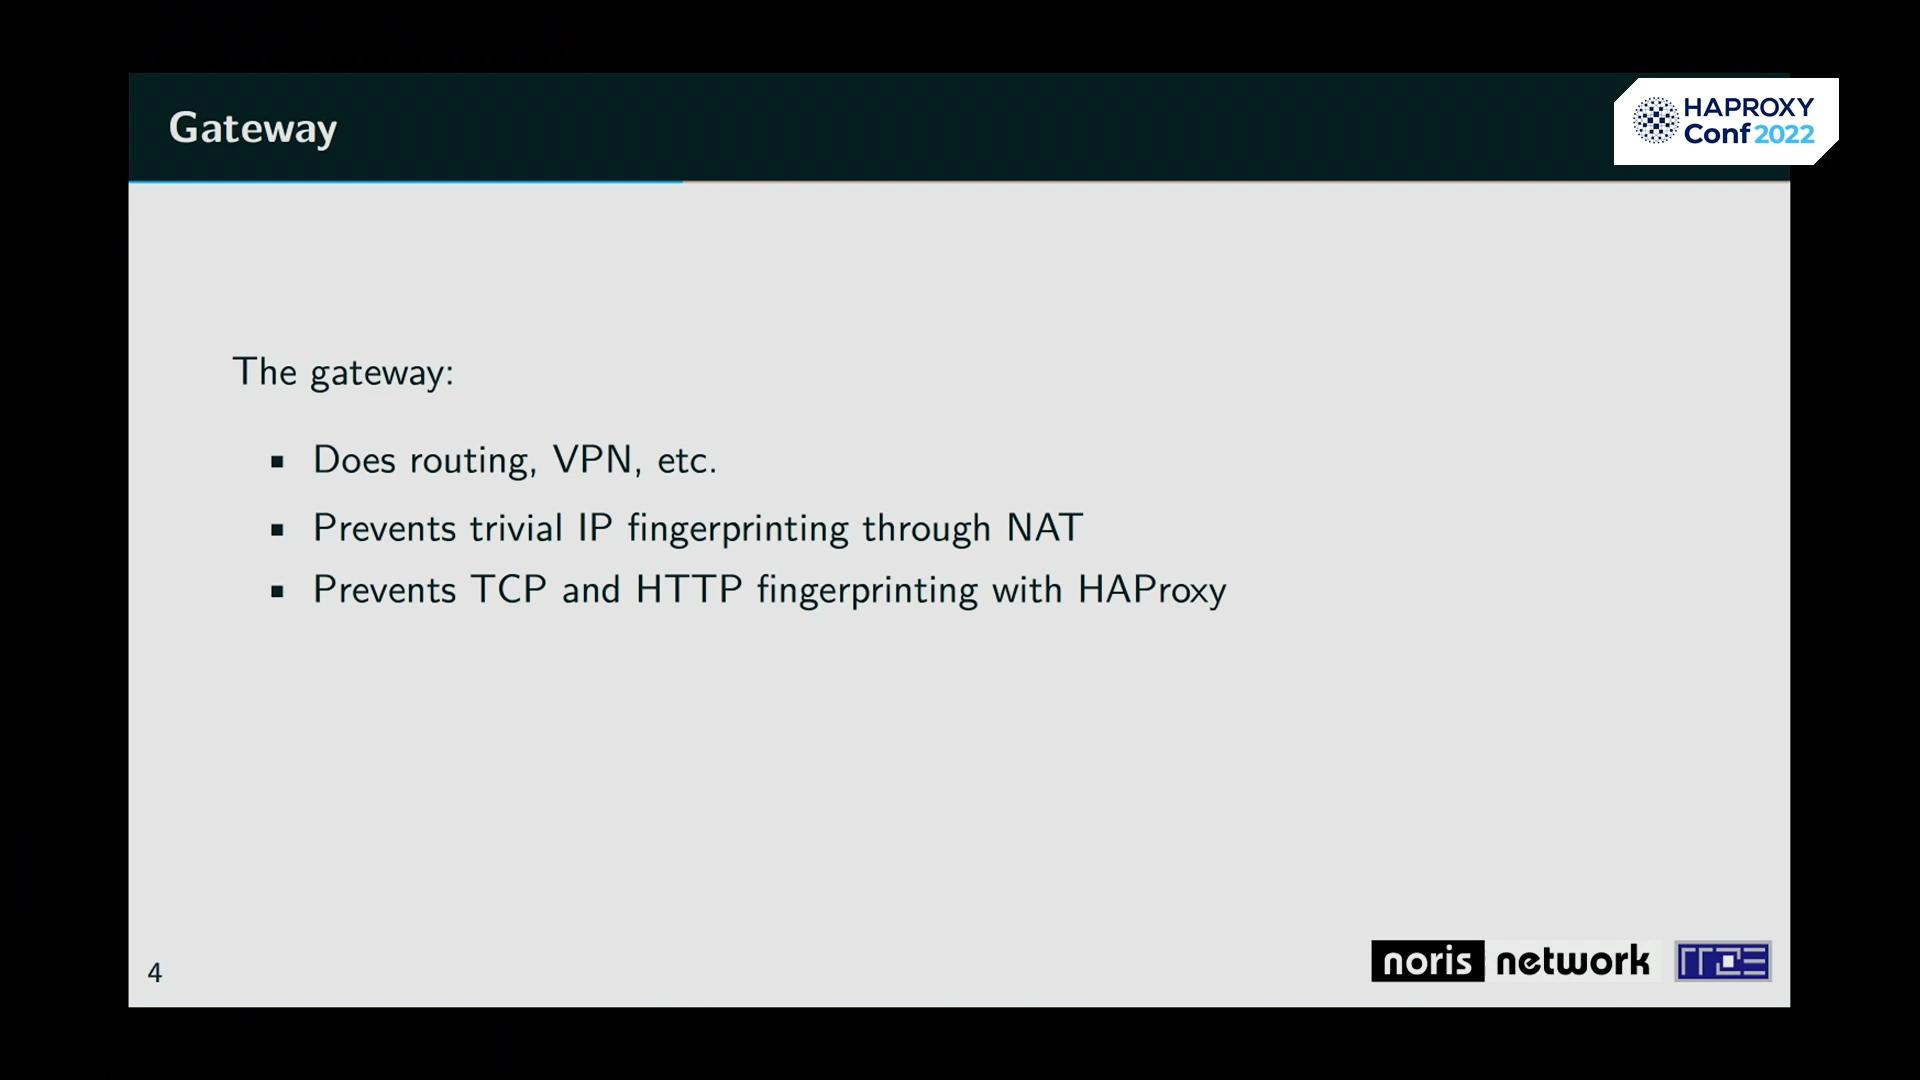 Gateway
HAPROXY
Conf 2022
The gateway:
▪ Does routing, VPN, etc.
▪ Prevents trivial IP fingerprinting through NAT
▪ Prevents TCP and HTTP fingerprinting with HAProxy
4
noris network